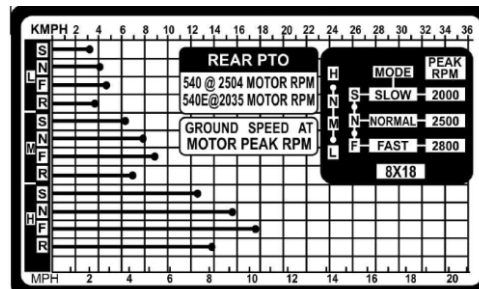 KMPH 2 4 6 8 10 12 14 16 18 20 22 24 26 28 30 32 34 36
L
S
N
F
R
M
S
N
F
R
H
S
N
F
R
REAR PTO
540 @ 2504 MOTOR RPM
540E@2035 MOTOR RPM
GROUND SPEED AT
MOTOR PEAK RPM
H
N
M
L
MODE PEAK
RPM
S SLOW 2000
N NORMAL 2500
F FAST 2800
8X18
MPH 2 4 6 8 10 12 14 16 18 20